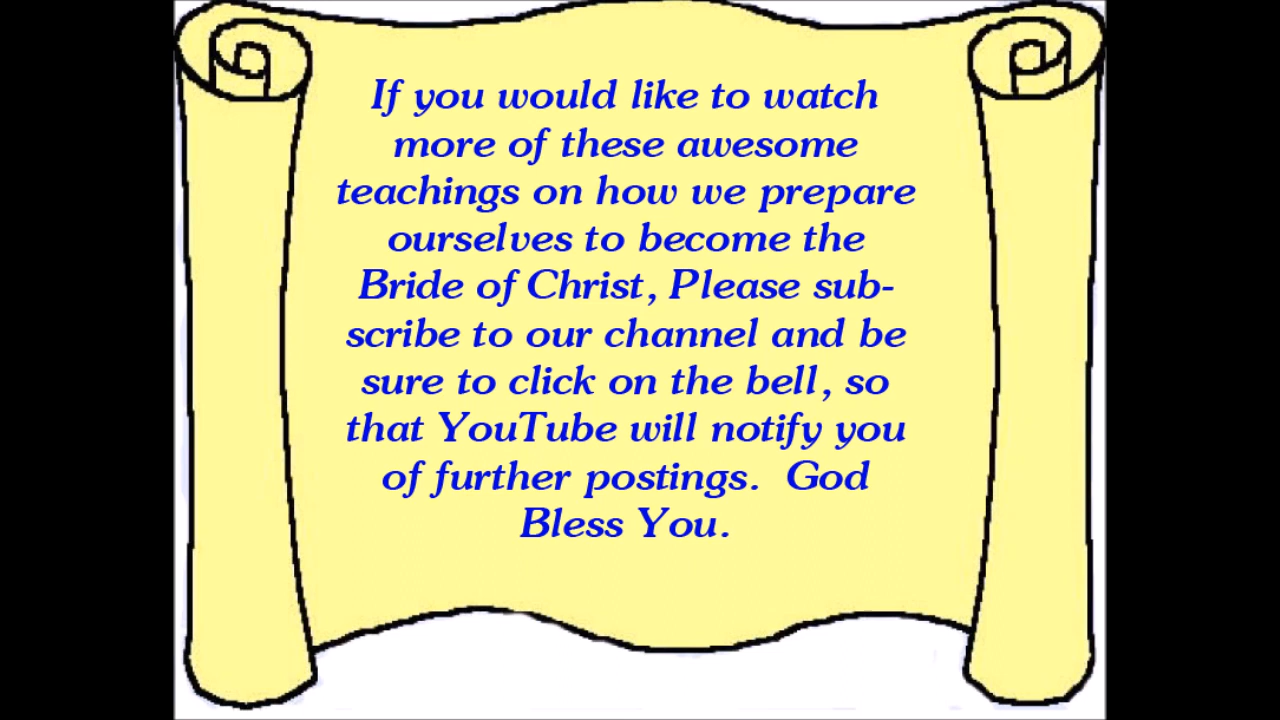 If you would like to watch
more of these awesome
teachings on how we prepare
ourselves to become the
Bride of Christ, Please sub-
scribe to our channel and be
sure to click on the bell, so
that YouTube will notify you
of further postings.  God
Bless You.